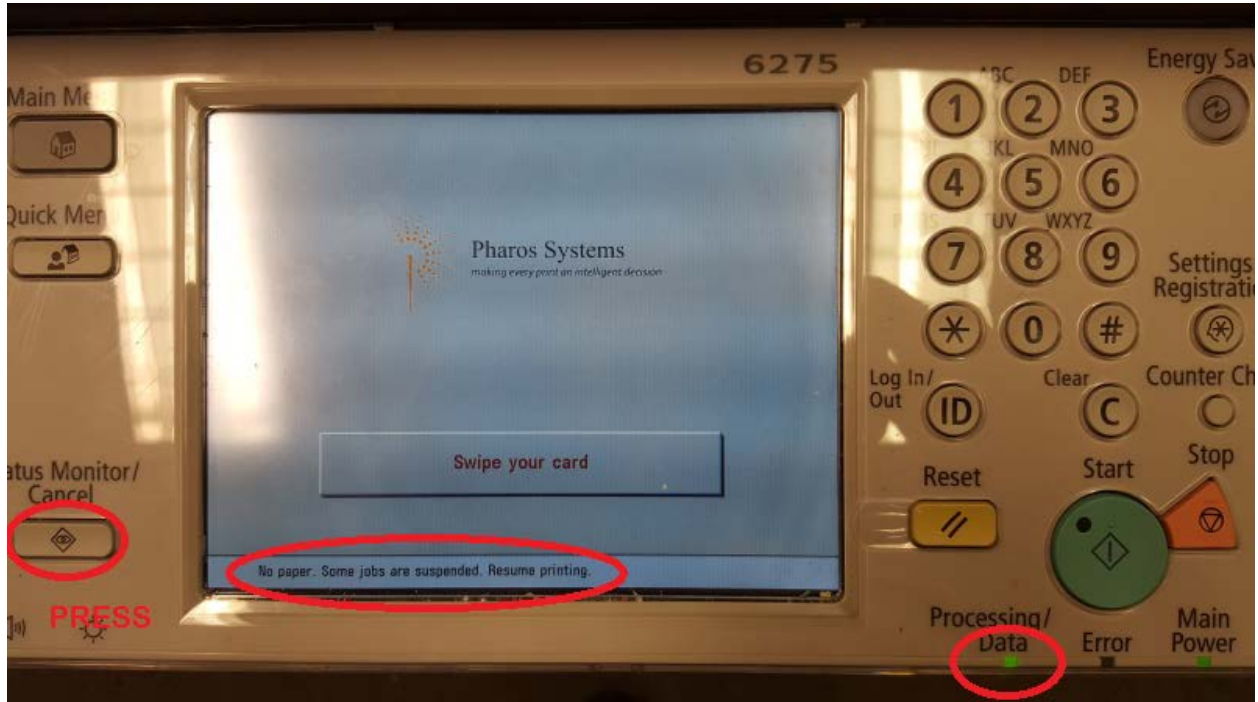 6275
Energy Sav
Main Me
ABC DEF
1 2 3
MNO
4 5 6
Quick Men
TUV WXYZ
7 8 9
Pharos Systems
making every print an intelligent decision
Settings
Registratio
* 0 #
Log In/
Out
ID
Clear
C
Counter Ch
Swipe your card
atus Monitor/
Cancel
Reset
Start
Stop
No paper. Some jobs are suspended. Resume printing.
PRESS
Processing/
Data
Error
Main
Power